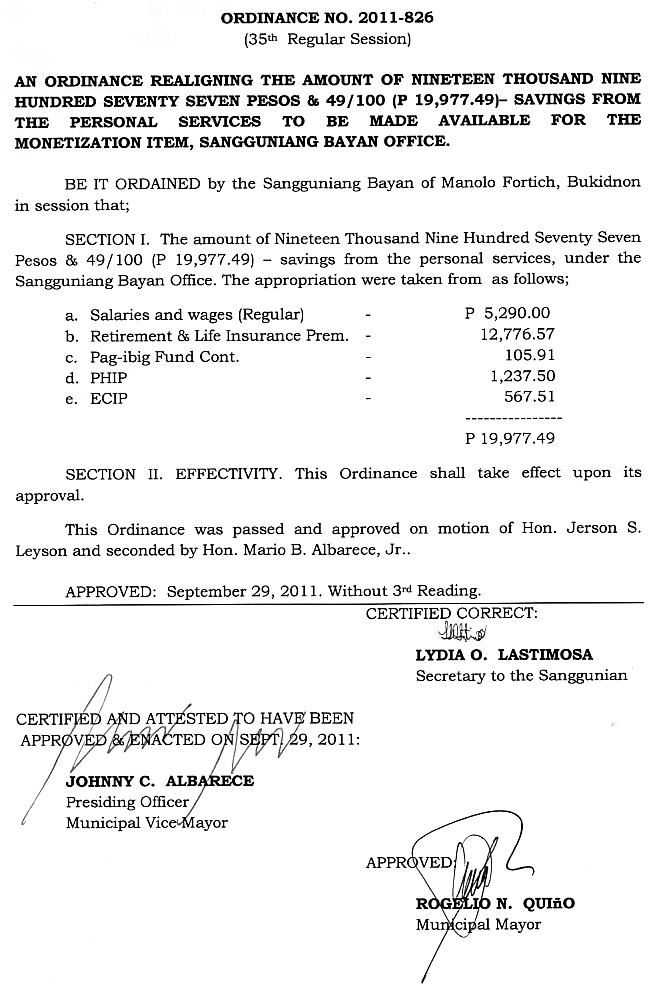 ORDINANCE NO. 2011-826
(35th Regular Session)
AN ORDINANCE REALIGNING THE AMOUNT OF NINETEEN THOUSAND NINE
HUNDRED SEVENTY SEVEN PESOS & 49/100 (P 19,977.49)– SAVINGS FROM
THE PERSONAL SERVICES TO BE MADE AVAILABLE FOR THE
MONETIZATION ITEM, SANGGUNIANG BAYAN OFFICE.
BE IT ORDAINED by the Sangguniang Bayan of Manolo Fortich, Bukidnon
in session that;
SECTION I. The amount of Nineteen Thousand Nine Hundred Seventy Seven
Pesos & 49/100 (P 19,977.49) – savings from the personal services, under the
Sangguniang Bayan Office. The appropriation were taken from as follows;
a. Salaries and wages (Regular) - P 5,290.00
b. Retirement & Life Insurance Prem. - 12,776.57
c. Pag-ibig Fund Cont. - 105.91
d. PHIP - 1,237.50
e. ECIP - 567.51
----------------
P 19,977.49
SECTION II. EFFECTIVITY. This Ordinance shall take effect upon its
approval.
This Ordinance was passed and approved on motion of Hon. Jerson S.
Leyson and seconded by Hon. Mario B. Albarece, Jr..
APPROVED: September 29, 2011. Without 3rd Reading.
CERTIFIED CORRECT:
LYDIA O. LASTIMOSA
Secretary to the Sanggunian
CERTIFIED AND ATTESTED TO HAVE BEEN
APPROVED & ENACTED ON SEPT. 29, 2011:
JOHNNY C. ALBARECE
Presiding Officer
Municipal Vice Mayor
APPROVED:
ROGELIO N. QUIñO
Municipal Mayor